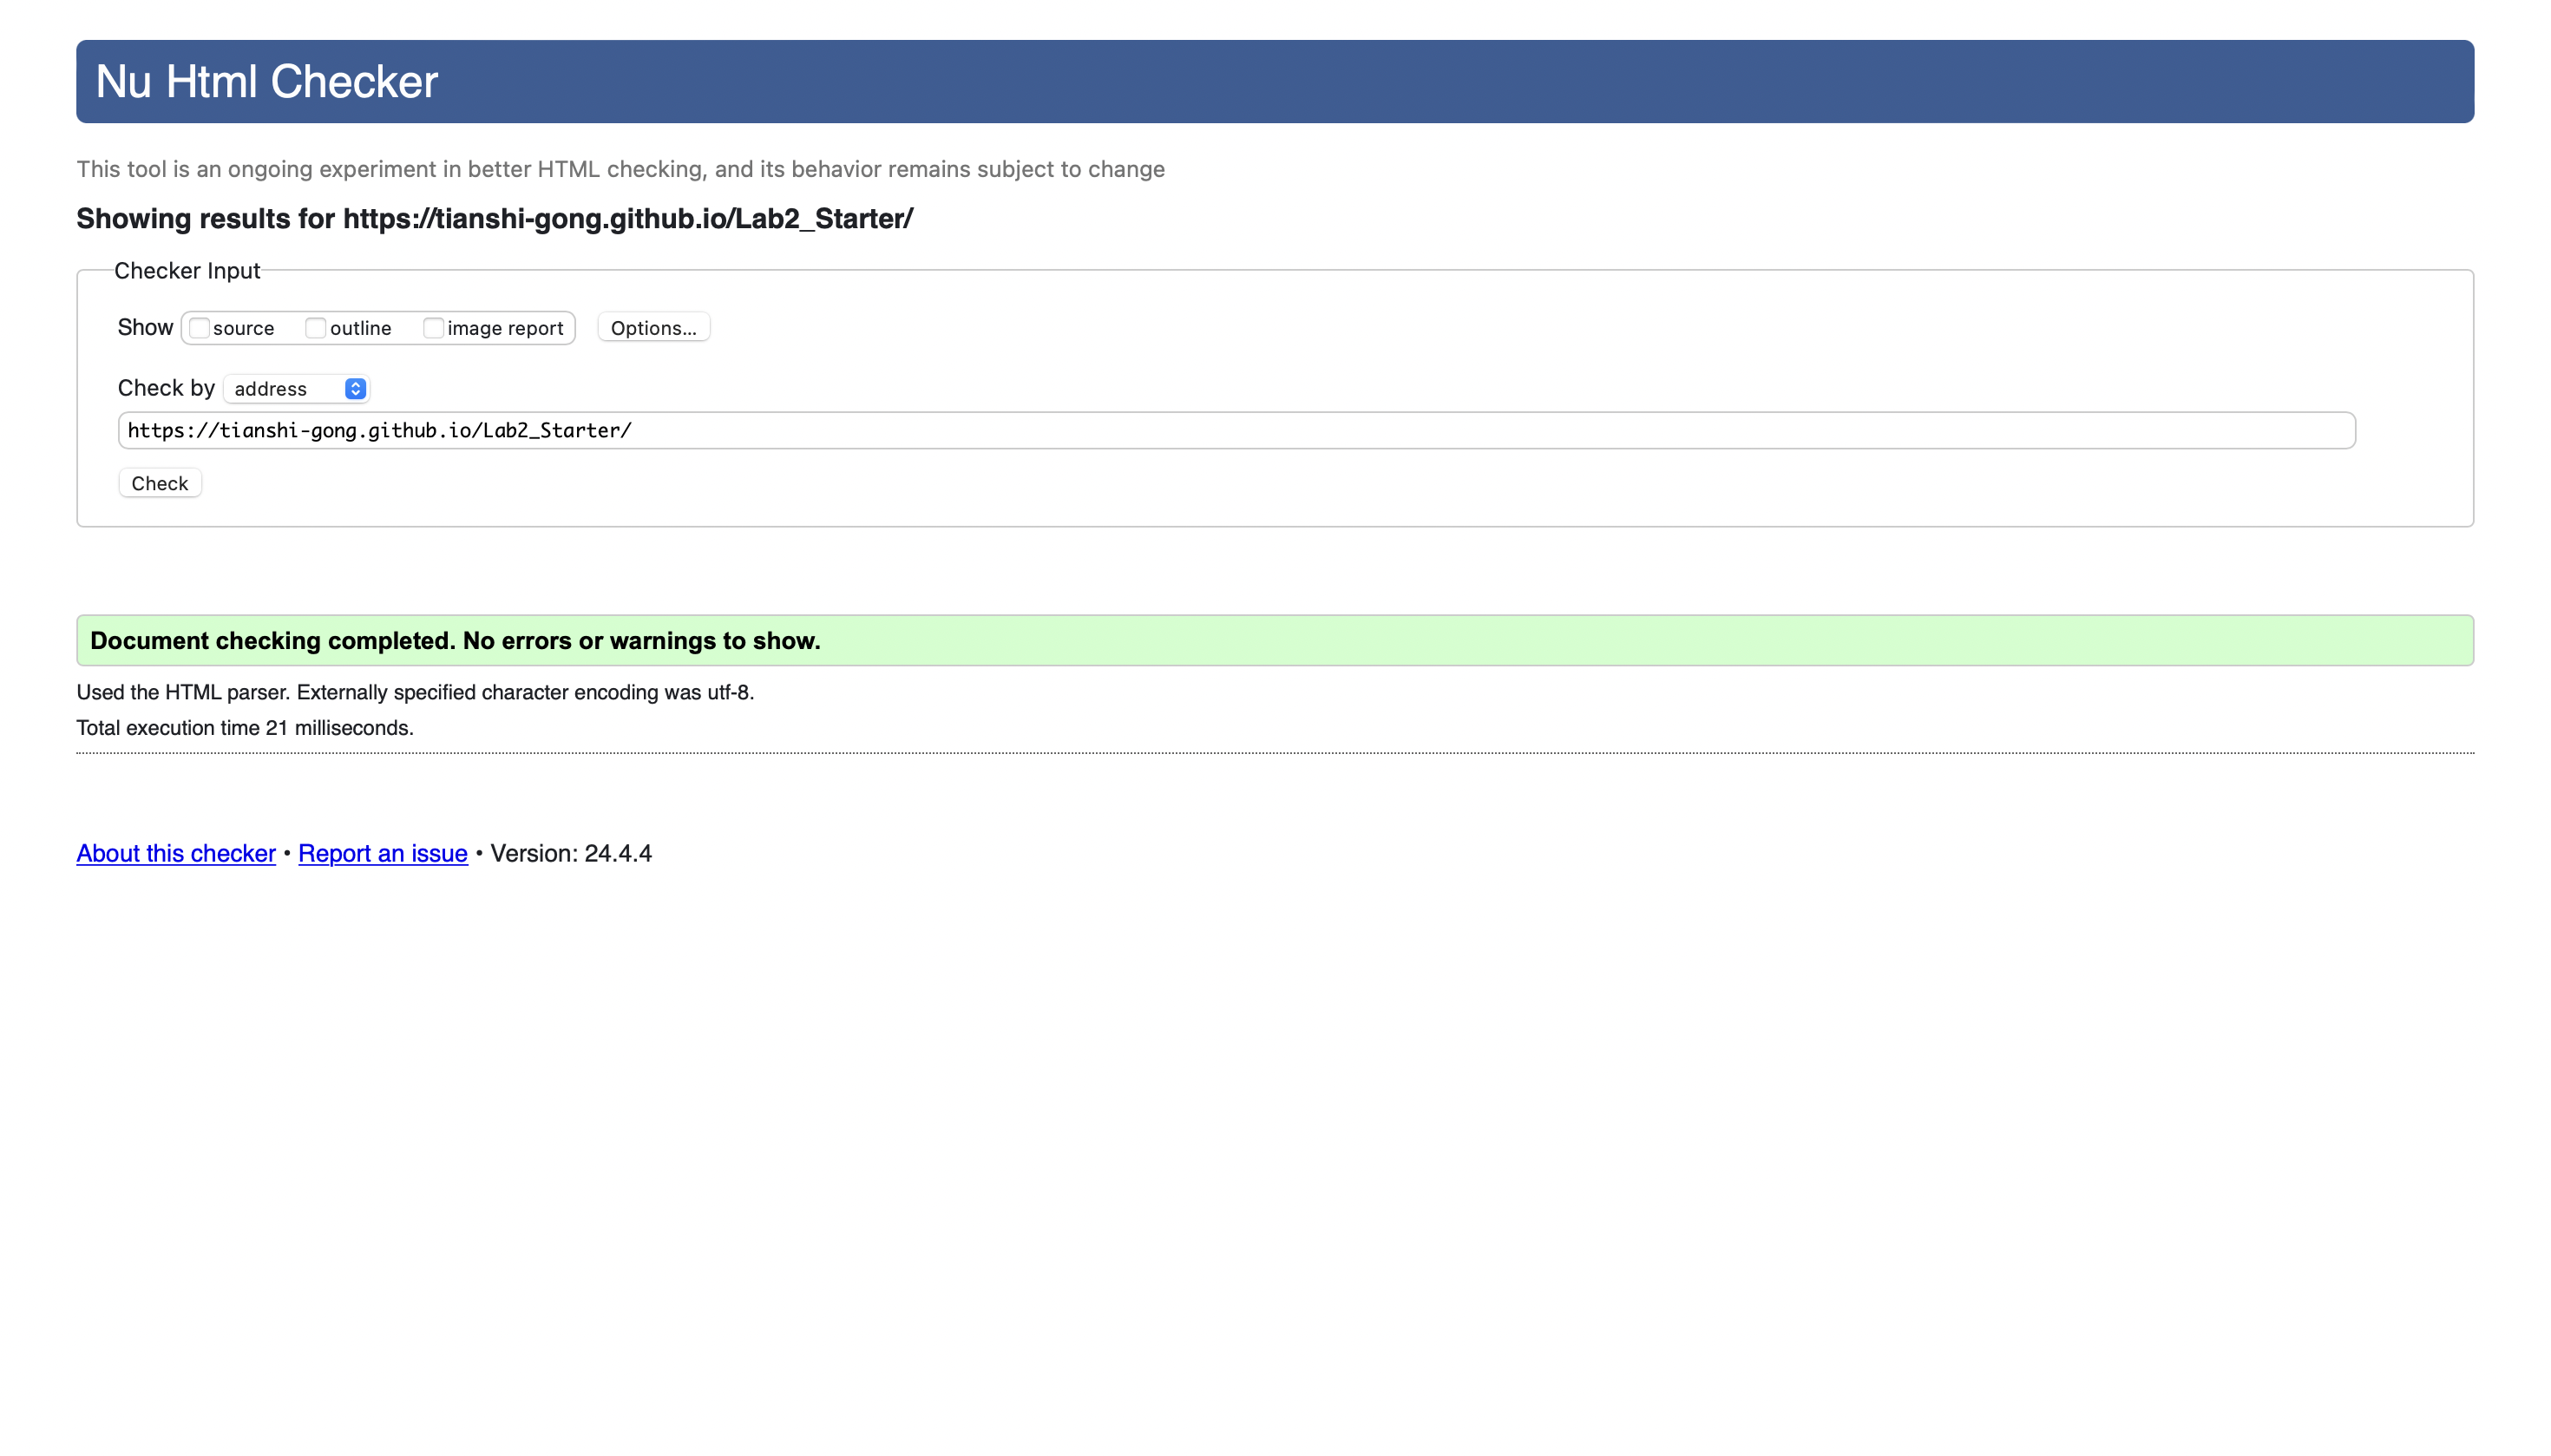 Nu Html Checker
This tool is an ongoing experiment in better HTML checking, and its behavior remains subject to change
Showing results for https://tianshi-gong.github.io/Lab2_Starter/
Checker Input
Show source outline image report Options...
Check by address
https://tianshi-gong.github.io/Lab2_Starter/
Check
Document checking completed. No errors or warnings to show.
Used the HTML parser. Externally specified character encoding was utf-8.
Total execution time 21 milliseconds.
About this checker • Report an issue • Version: 24.4.4